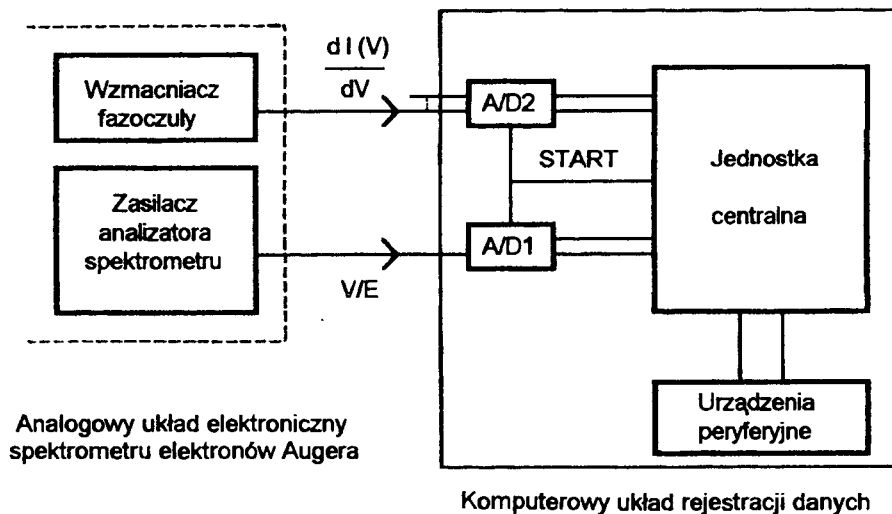 d I (V)
dV
Wzmacniacz
fazoczuły
A/D2
START
Jednostka
centralna
Zasilacz
analizatora
spektrometru
A/D1
V/E
Urządzenia
peryferyjne
Analogowy układ elektroniczny
spektrometru elektronów Augera
Komputerowy układ rejestracji danych